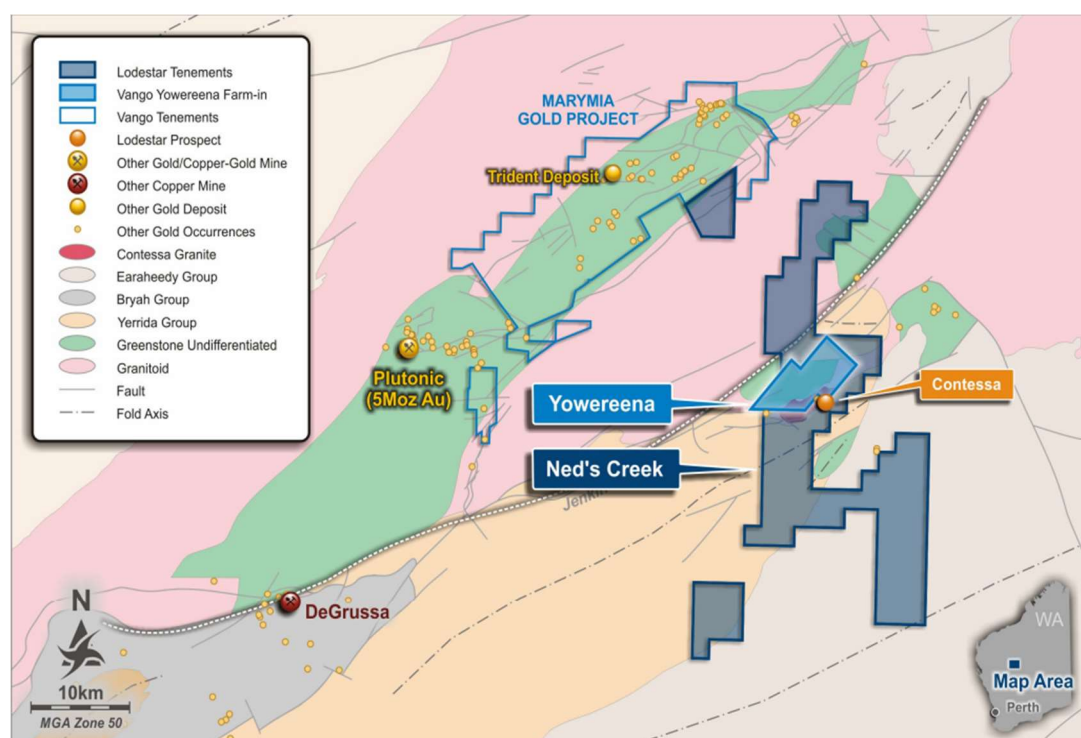 Lodestar Tenements
Vango Yowereena Farm-in
Vango Tenements
Lodestar Prospect
Other Gold/Copper-Gold Mine
Other Copper Mine
Other Gold Deposit
Other Gold Occurrences
Contessa Granite
Earaheedy Group
Bryah Group
Yerrida Group
Greenstone Undifferentiated
Granitoid
Fault
Fold Axis
MARYMIA
GOLD PROJECT
Trident Deposit
Plutonic
(5Moz Au)
Yowereena
Contessa
Ned's Creek
DeGrussa
N
10km
MGA Zone 50
WA
Map Area
Perth